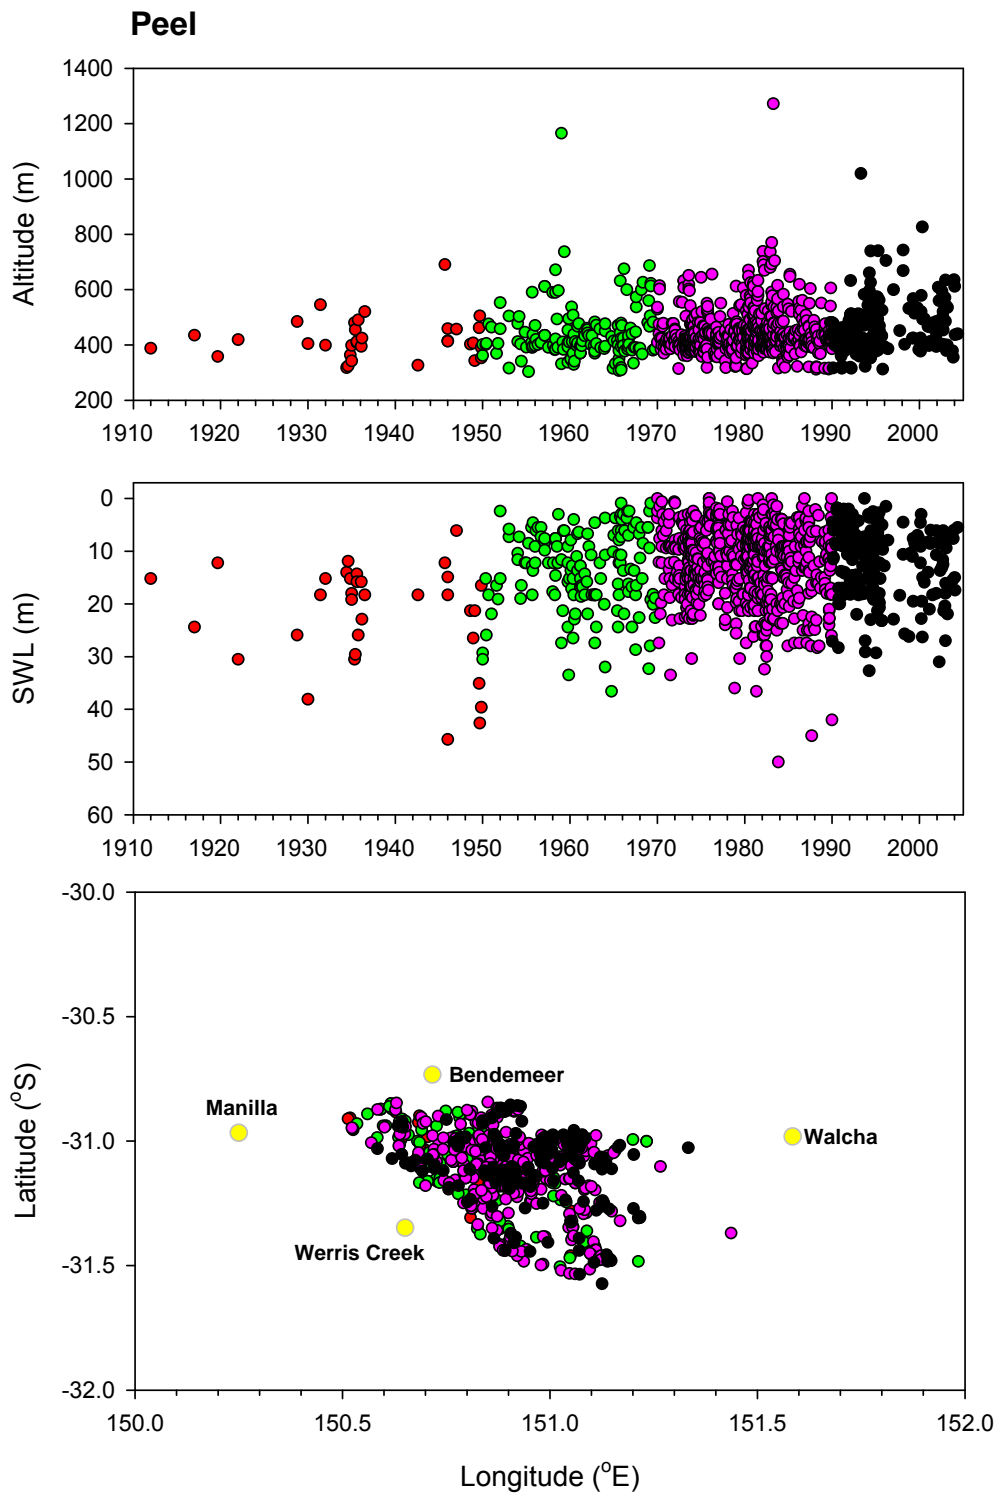 Peel
Altitude (m)
1400
1200
1000
800
600
400
200
1910 1920 1930 1940 1950 1960 1970 1980 1990 2000
SWL (m)
0
10
20
30
40
50
60
1910 1920 1930 1940 1950 1960 1970 1980 1990 2000
Latitude (°S)
-30.0
-30.5
-31.0
-31.5
-32.0
Bendemeer
Manilla
Walcha
Werris Creek
150.0 150.5 151.0 151.5 152.0
Longitude (°E)